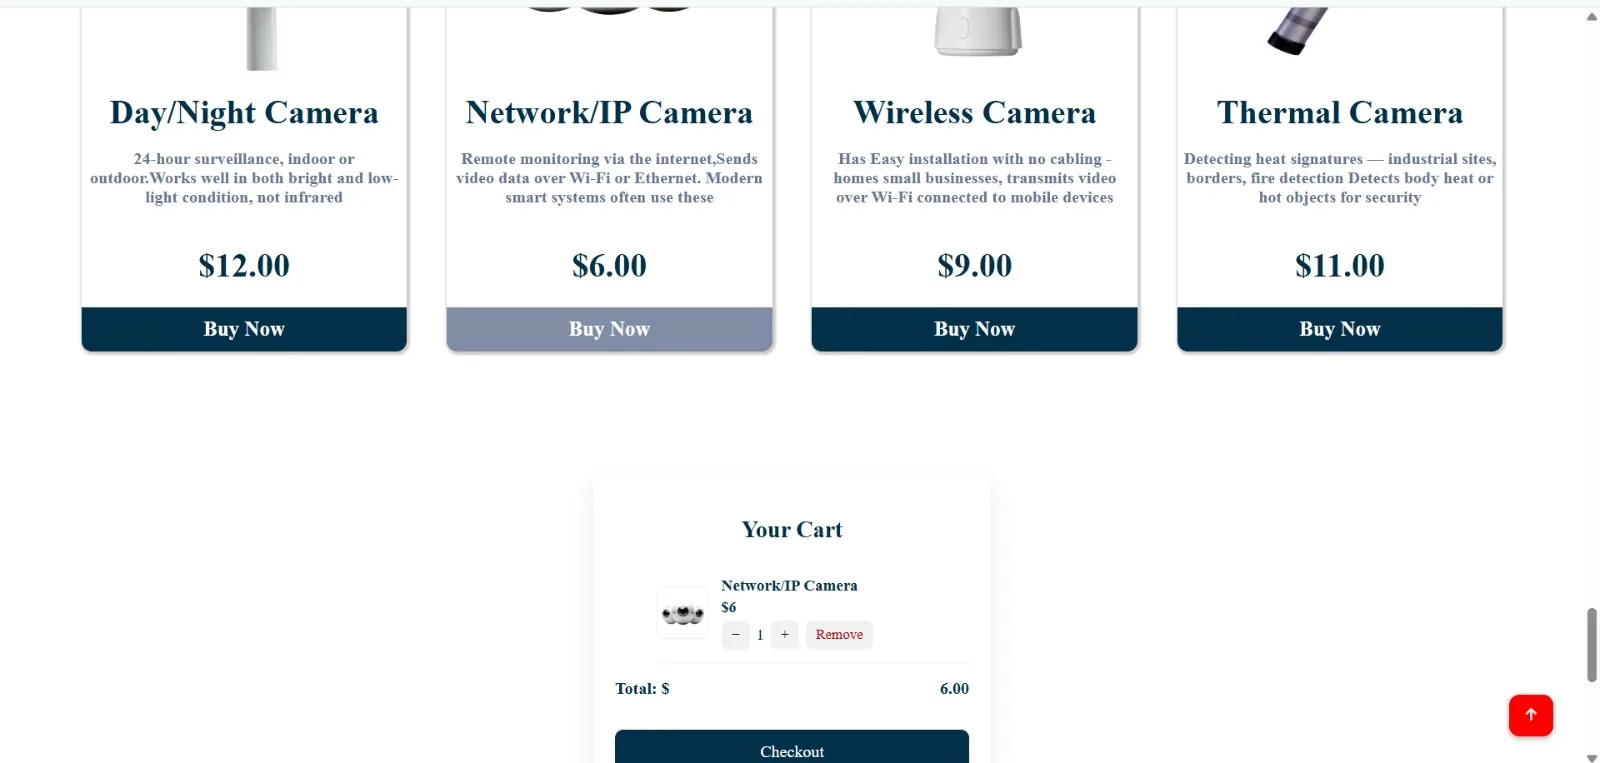 Day/Night Camera
24-hour surveillance, indoor or
outdoor.Works well in both bright and low-
light condition, not infrared
$12.00
Buy Now
Network/IP Camera
Remote monitoring via the internet,Sends
video data over Wi-Fi or Ethernet. Modern
smart systems often use these
$6.00
Buy Now
Wireless Camera
Has Easy installation with no cabling -
homes small businesses, transmits video
over Wi-Fi connected to mobile devices
$9.00
Buy Now
Thermal Camera
Detecting heat signatures — industrial sites,
borders, fire detection Detects body heat or
hot objects for security
$11.00
Buy Now
Your Cart
Network/IP Camera
$6
− 1 + Remove
Total: $ 6.00
Checkout